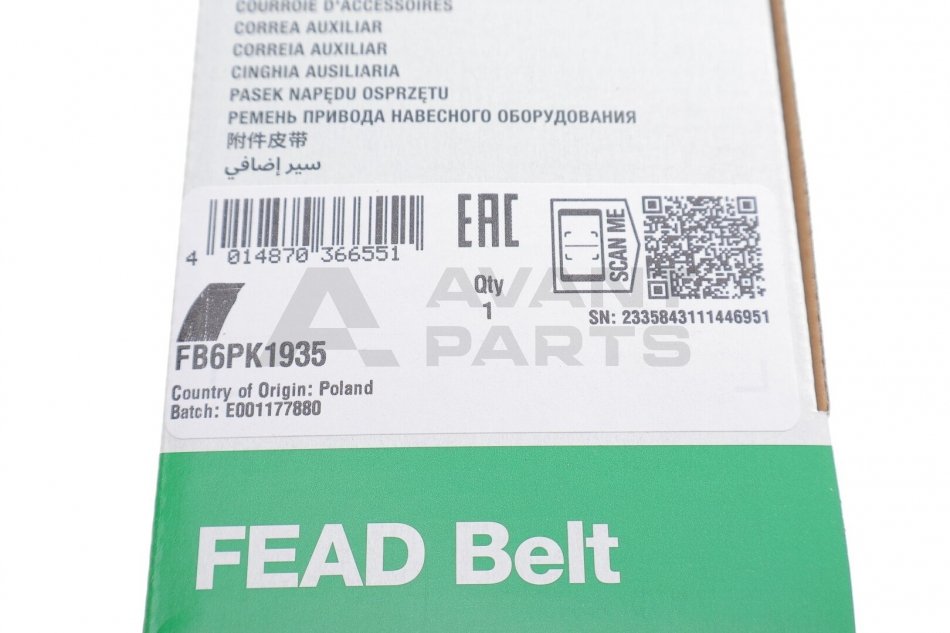 COURROIE D'ACCESSOIRES
CORREA AUXILIAR
CORREIA AUXILIAR
CINGHIA AUSILIARIA
PASEK NAPĘDU OSPRZĘTU
РЕМЕНЬ ПРИВОДА НАВЕСНОГО ОБОРУДОВАНИЯ
附件皮带
سير إضافي
4 014870 366551
EAC
SCAN ME
Qty
1
SN: 2335843111446951
AVANT
PARTS
FB6PK1935
Country of Origin: Poland
Batch: E001177880
FEAD Belt